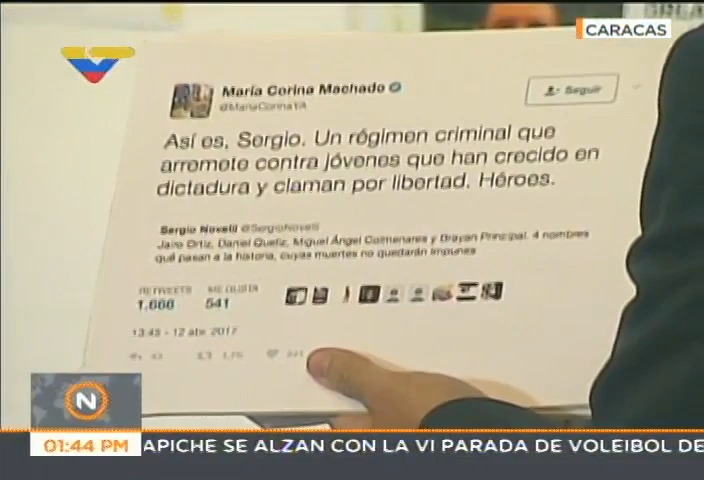 CARACAS
María Corina Machado
@MariaCorinaYA
Seguir
Así es, Sergio. Un régimen criminal que
arremete contra jóvenes que han crecido en
dictadura y claman por libertad. Héroes.
Sergio Novelli @SergioNovelli
Jairo Ortiz, Daniel Queliz, Miguel Ángel Colmenares y Brayan Principal. 4 nombres
que pasan a la historia, cuyas muertes no quedarán impunes
RETWEETS ME GUSTA
1.666 541
13:45 - 12 abr. 2017
N
01:44 PM APICHE SE ALZAN CON LA VI PARADA DE VOLEIBOL DE